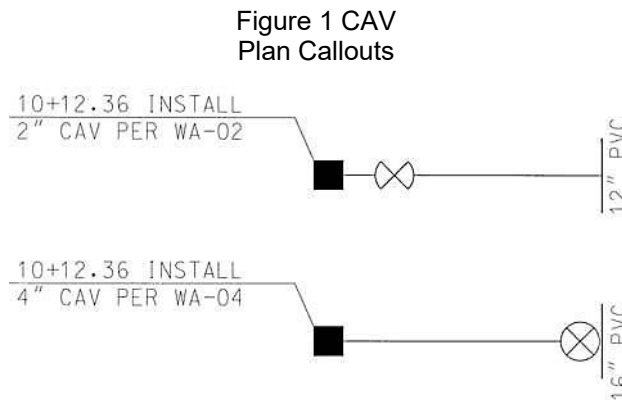 Figure 1 CAV
Plan Callouts
10+12.36 INSTALL
2" CAV PER WA-02
12" PVC
10+12.36 INSTALL
4" CAV PER WA-04
16" PVC